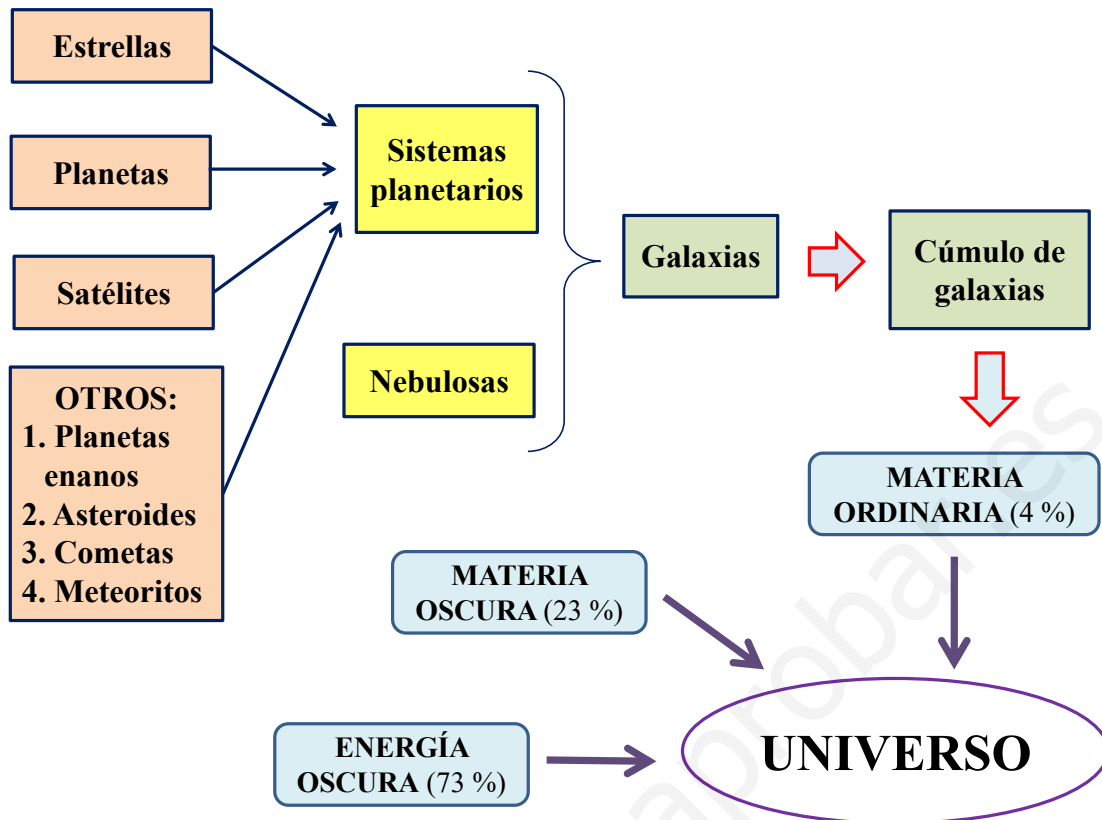 Estrellas
Planetas
Satélites
OTROS:
1. Planetas
enanos
2. Asteroides
3. Cometas
4. Meteoritos
Sistemas
planetarios
Nebulosas
Galaxias
Cúmulo de
galaxias
MATERIA
ORDINARIA (4 %)
MATERIA
OSCURA (23 %)
ENERGÍA
OSCURA (73 %)
UNIVERSO